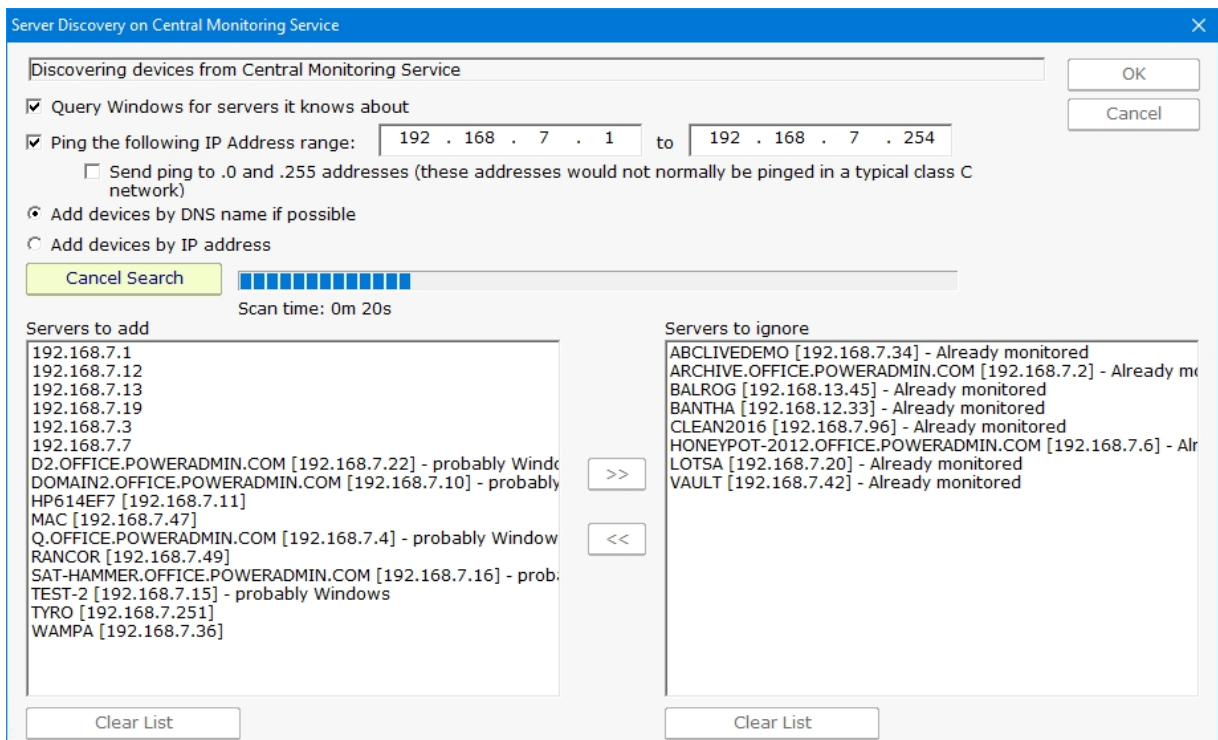 Server Discovery on Central Monitoring Service
Discovering devices from Central Monitoring Service
OK
Query Windows for servers it knows about
Cancel
Ping the following IP Address range: 192 . 168 . 7 . 1 to 192 . 168 . 7 . 254
Send ping to .0 and .255 addresses (these addresses would not normally be pinged in a typical class C
network)
Add devices by DNS name if possible
Add devices by IP address
Cancel Search
Scan time: 0m 20s
Servers to add
192.168.7.1
192.168.7.12
192.168.7.13
192.168.7.19
192.168.7.3
192.168.7.7
D2.OFFICE.POWERADMIN.COM [192.168.7.22] - probably
DOMAIN2.OFFICE.POWERADMIN.COM [192.168.7.10] - probably
HP614EF7 [192.168.7.11]
MAC [192.168.7.47]
Q.OFFICE.POWERADMIN.COM [192.168.7.4] - probably Window
RANCOR [192.168.7.49]
SAT-HAMMER.OFFICE.POWERADMIN.COM [192.168.7.16] -
TEST-2 [192.168.7.15] - probably Windows
TYRO [192.168.7.251]
WAMPA [192.168.7.36]
Clear List
>>
<<
Servers to ignore
ABCLIVEDEMO [192.168.7.34] - Already monitored
ARCHIVE.OFFICE.POWERADMIN.COM [192.168.7.2] - Already
BALROG [192.168.13.45] - Already monitored
BANTHA [192.168.12.33] - Already monitored
CLEAN2016 [192.168.7.96] - Already monitored
HONEYPOT-2012.OFFICE.POWERADMIN.COM [192.168.7.6] -
LOTSA [192.168.7.20] - Already monitored
VAULT [192.168.7.42] - Already monitored
Clear List